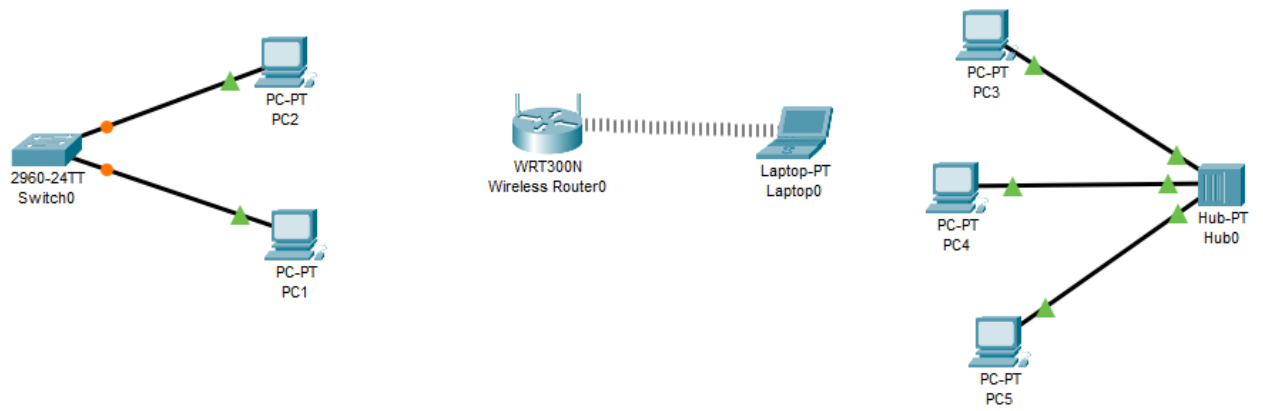 PC-PT
PC2
2960-24TT
Switch0
PC-PT
PC1
WRT300N
Wireless Router0
Laptop-PT
Laptop0
PC-PT
PC3
PC-PT
PC4
Hub-PT
Hub0
PC-PT
PC5